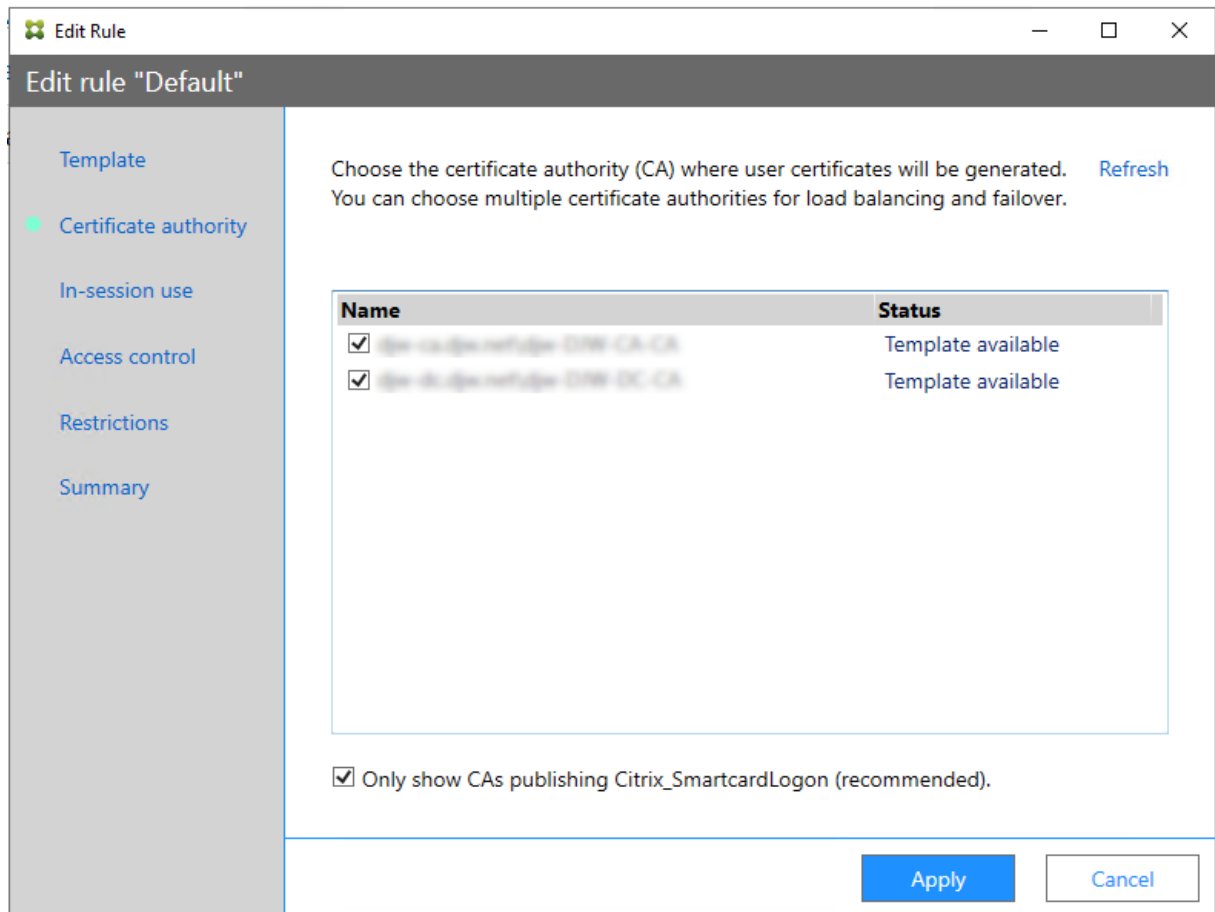 Edit Rule
Edit rule "Default"
Template
Certificate authority
In-session use
Access control
Restrictions
Summary
Choose the certificate authority (CA) where user certificates will be generated.
Refresh
You can choose multiple certificate authorities for load balancing and failover.
Name Status
Template available
Template available
Only show CAs publishing Citrix_SmartcardLogon (recommended).
Apply Cancel